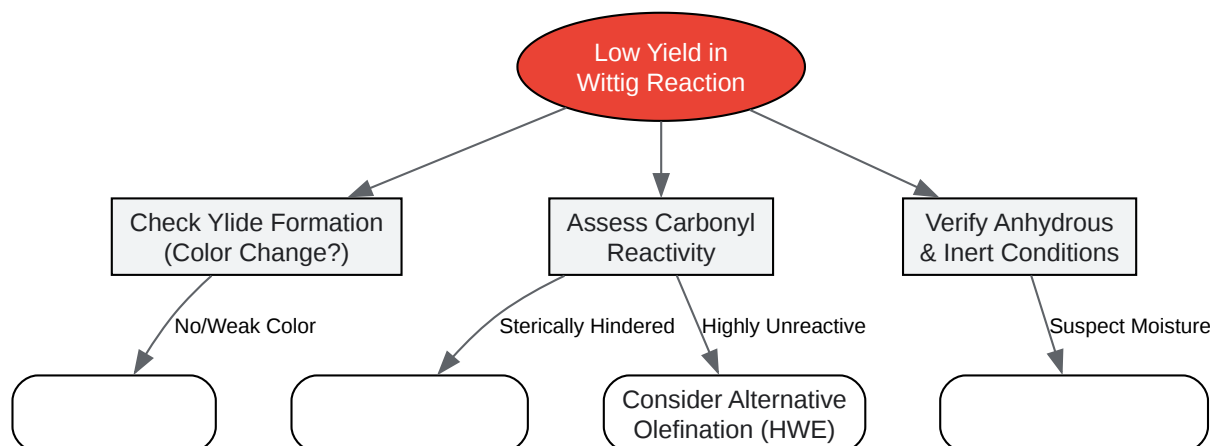 Low Yield in
Wittig Reaction
Check Ylide Formation
(Color Change?)
Assess Carbonyl
Reactivity
Verify Anhydrous
& Inert Conditions
No/Weak Color
Sterically Hindered
Highly Unreactive
Suspect Moisture
Consider Alternative
Olefination (HWE)